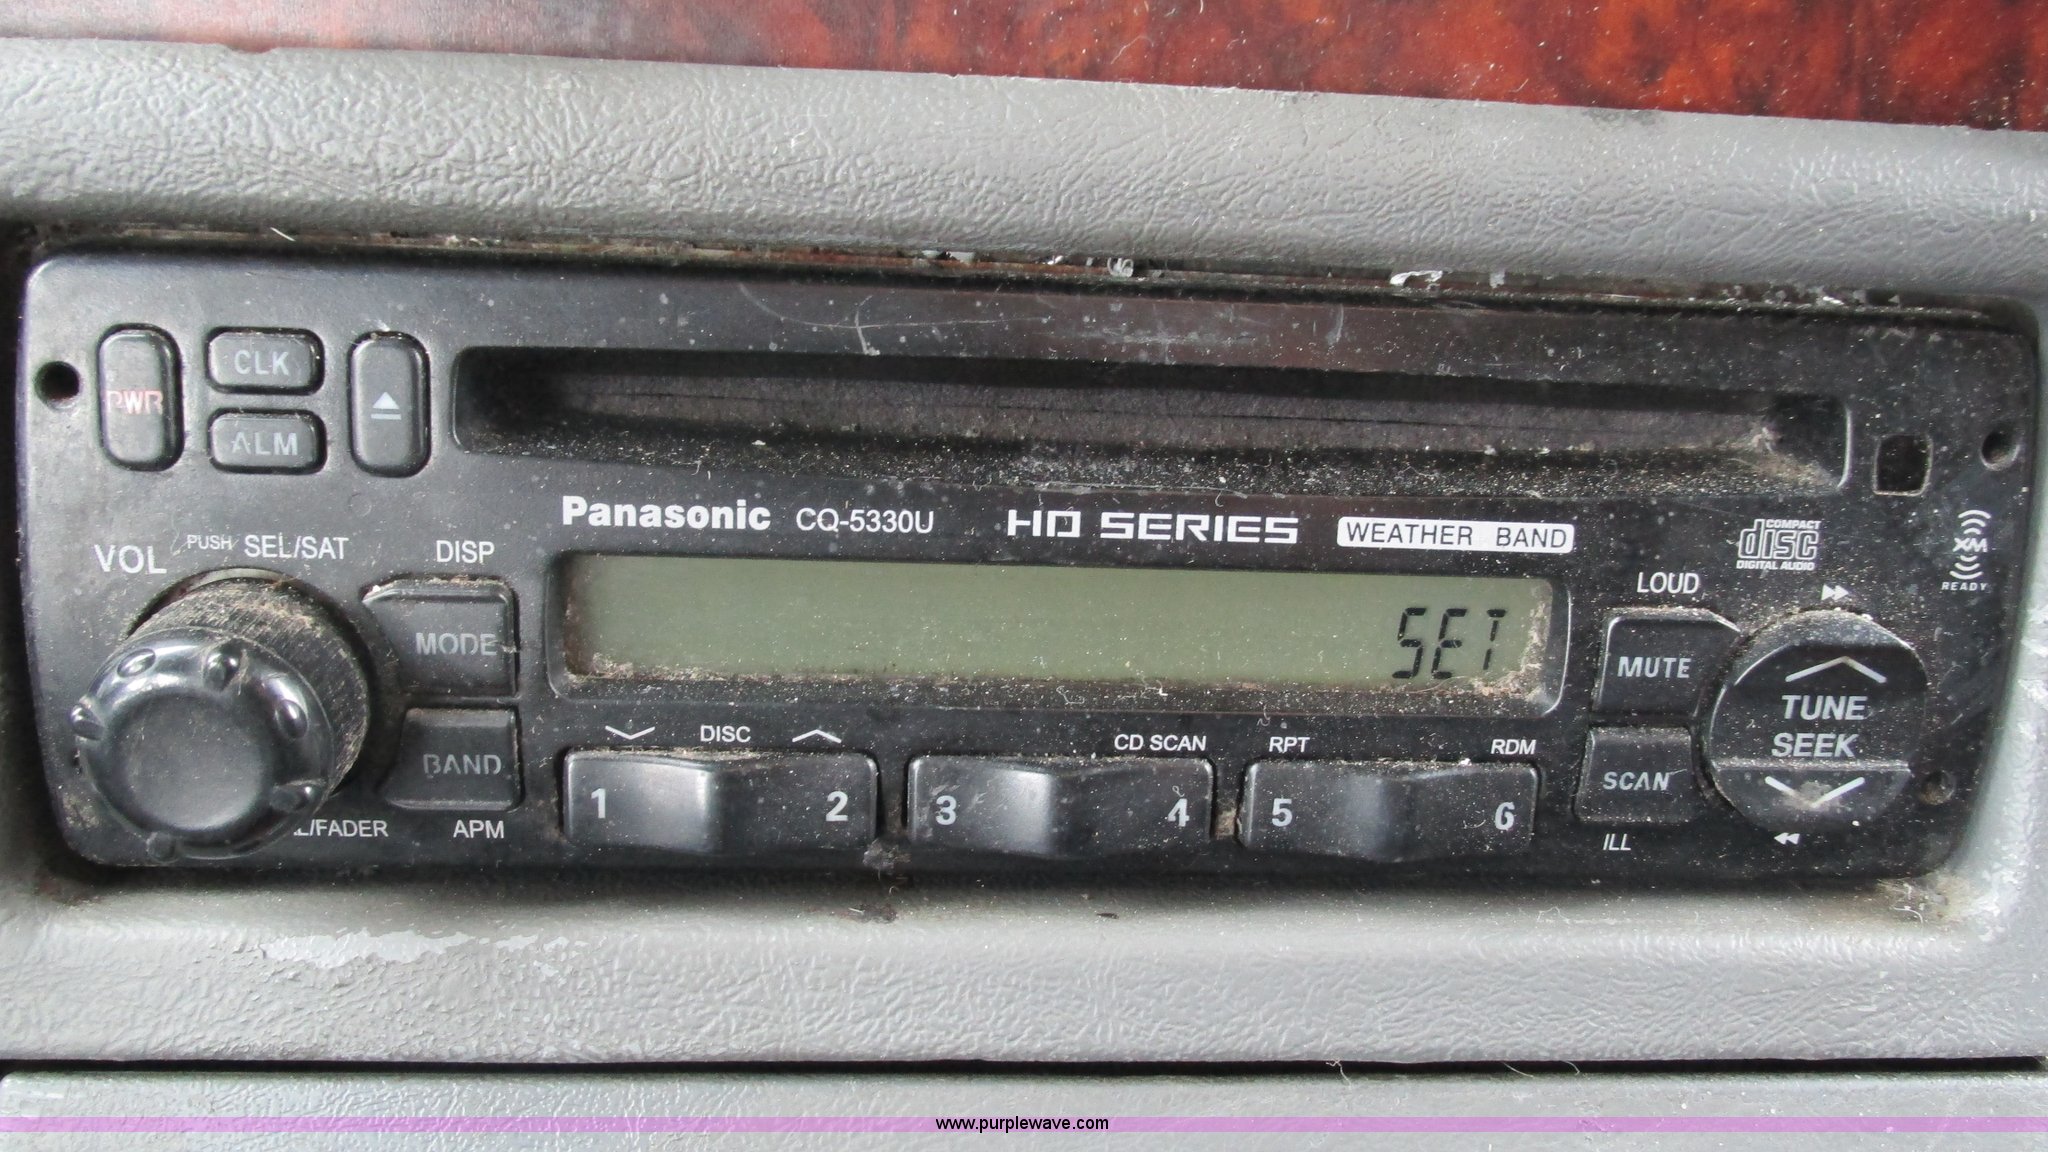 PWR
CLK
ALM
Panasonic CQ-5330U HD SERIES WEATHER BAND
COMPACT
disc
DIGITAL AUDIO
XM
READY
VOL PUSH SEL/SAT DISP
MODE
BAND
L/FADER APM
SET
LOUD
MUTE
SCAN
ILL
TUNE
SEEK
DISC CD SCAN RPT RDM
1 2 3 4 5 6
www.purplewave.com